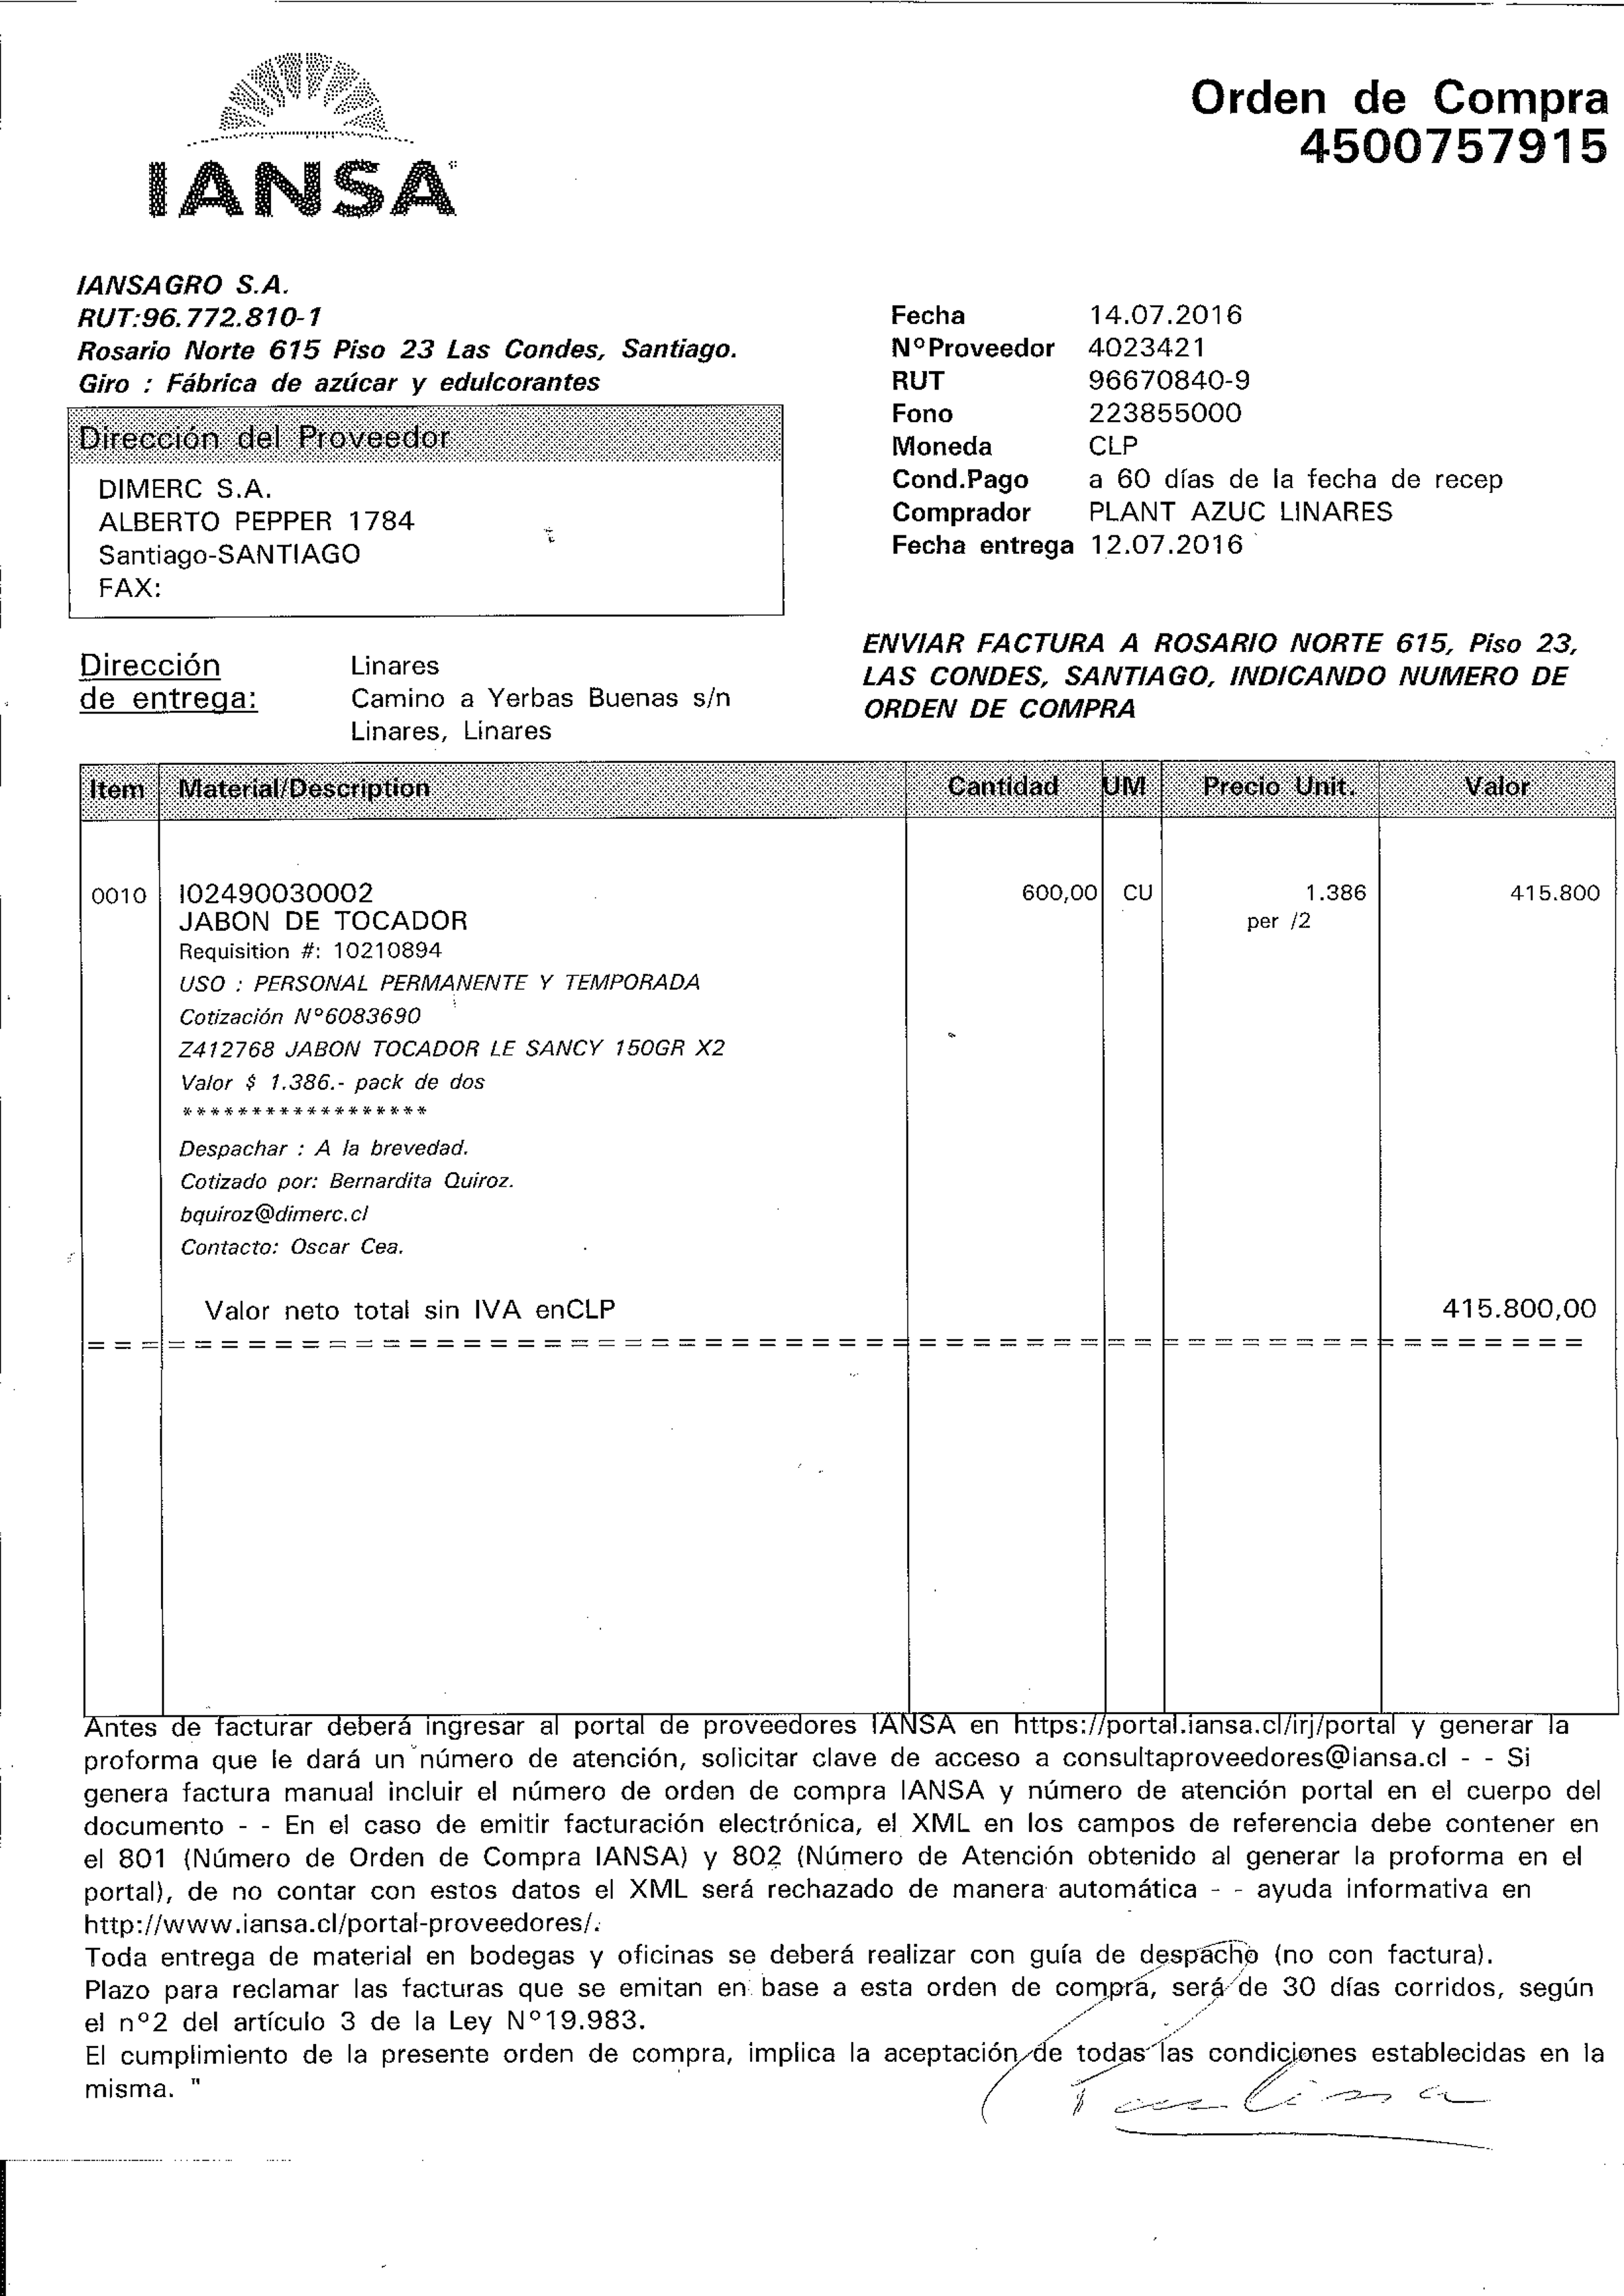 IANSA
Orden de Compra
4500757915
IANSAGRO S.A.
RUT:96.772.810-1
Rosario Norte 615 Piso 23 Las Condes, Santiago.
Giro : Fábrica de azúcar y edulcorantes
Fecha 14.07.2016
NºProveedor 4023421
RUT 96670840-9
Fono 223855000
Moneda CLP
Cond.Pago a 60 días de la fecha de recep
Comprador PLANT AZUC LINARES
Fecha entrega 12.07.2016
Dirección del Proveedor
DIMERC S.A.
ALBERTO PEPPER 1784
Santiago-SANTIAGO
FAX:
Dirección Linares
de entrega: Camino a Yerbas Buenas s/n
Linares, Linares
ENVIAR FACTURA A ROSARIO NORTE 615, Piso 23,
LAS CONDES, SANTIAGO, INDICANDO NUMERO DE
ORDEN DE COMPRA
Item Material/Description Cantidad UM Precio Unit. Valor
0010 I02490030002 600,00 CU 1.386 415.800
JABON DE TOCADOR per /2
Requisition #: 10210894
USO : PERSONAL PERMANENTE Y TEMPORADA
Cotización Nº6083690
Z412768 JABON TOCADOR LE SANCY 150GR X2
Valor $ 1.386.- pack de dos
******************
Despachar : A la brevedad.
Cotizado por: Bernardita Quiroz.
bquiroz@dimerc.cl
Contacto: Oscar Cea.
Valor neto total sin IVA enCLP 415.800,00
Antes de facturar deberá ingresar al portal de proveedores IANSA en https://portal.iansa.cl/irj/portal y generar la
proforma que le dará un número de atención, solicitar clave de acceso a consultaproveedores@iansa.cl - - Si
genera factura manual incluir el número de orden de compra IANSA y número de atención portal en el cuerpo del
documento - - En el caso de emitir facturación electrónica, el XML en los campos de referencia debe contener en
el 801 (Número de Orden de Compra IANSA) y 802 (Número de Atención obtenido al generar la proforma en el
portal), de no contar con estos datos el XML será rechazado de manera automática - - ayuda informativa en
http://www.iansa.cl/portal-proveedores/.
Toda entrega de material en bodegas y oficinas se deberá realizar con guía de despacho (no con factura).
Plazo para reclamar las facturas que se emitan en base a esta orden de compra, será de 30 días corridos, según
el nº2 del artículo 3 de la Ley Nº19.983.
El cumplimiento de la presente orden de compra, implica la aceptación de todas las condiciones establecidas en la
misma. "